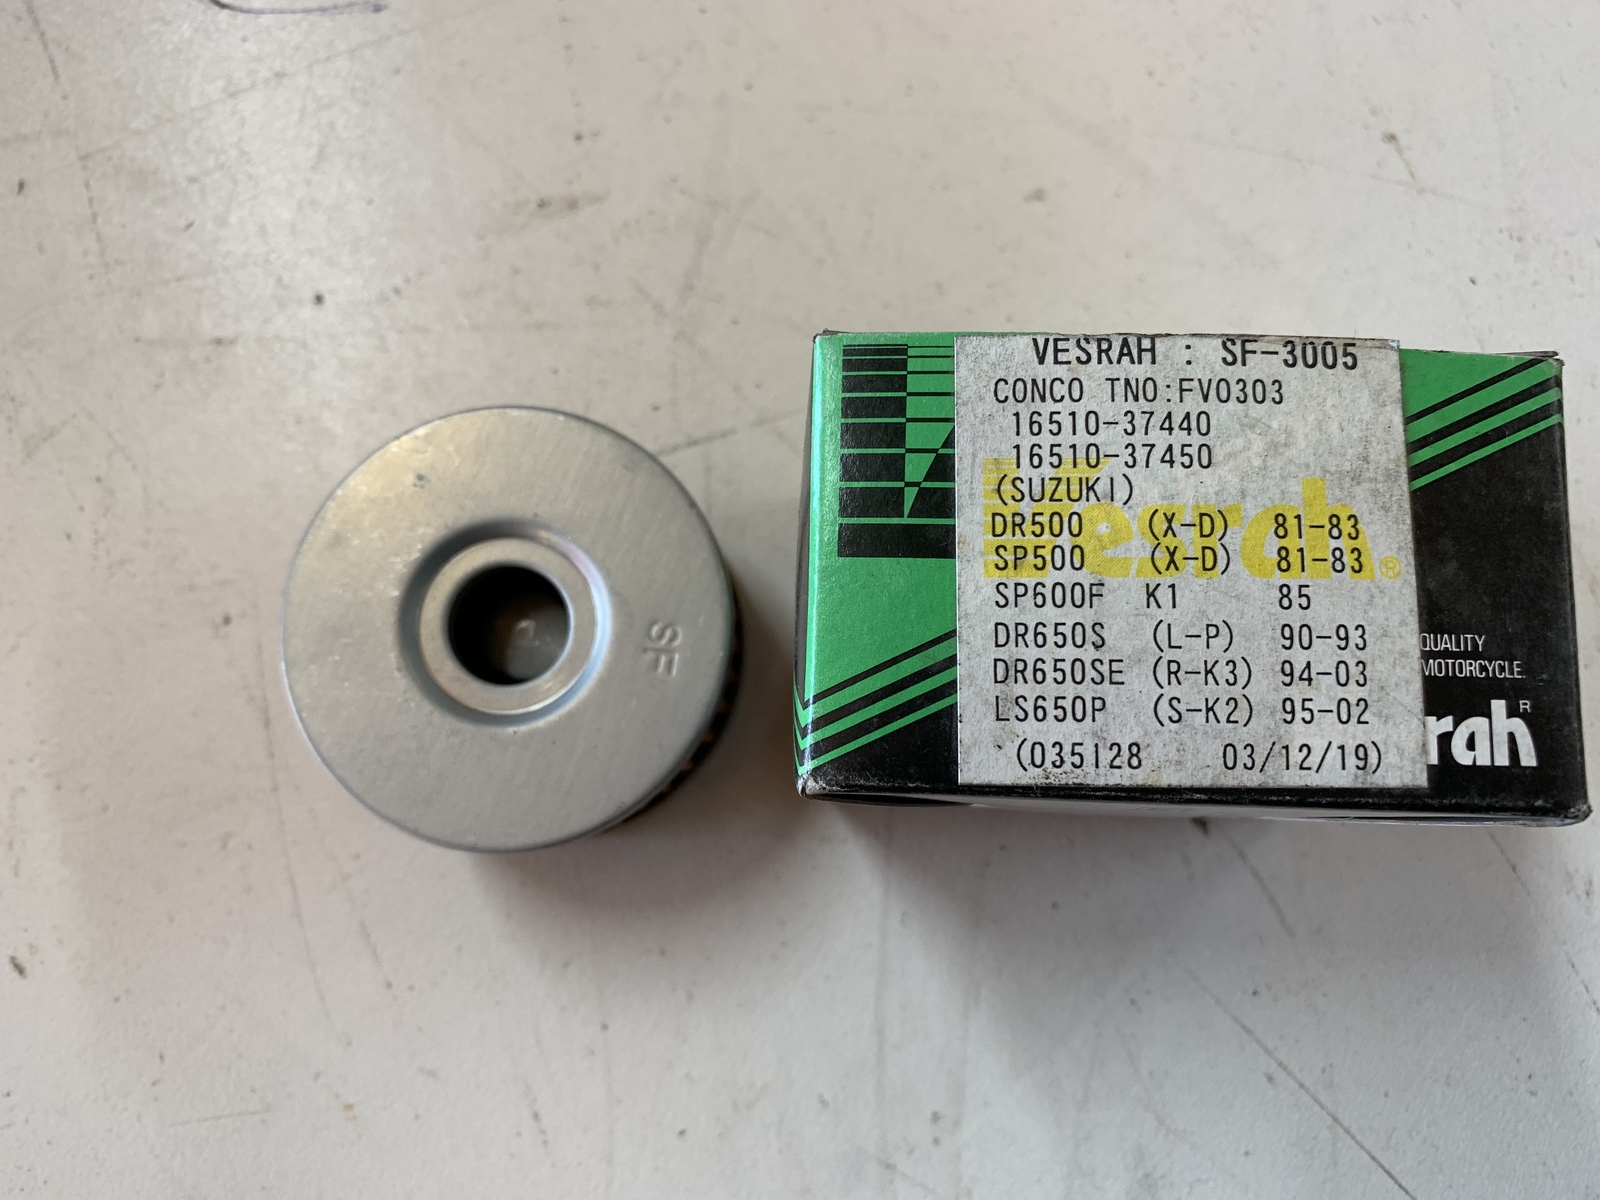 VESRAH : SF-3005
CONCO TNO:FV0303
16510-37440
16510-37450
(SUZUKI)
DR500 (X-D) 81-83
SP500 (X-D) 81-83
SP600F K1 85
DR650S (L-P) 90-93
DR650SE (R-K3) 94-03
LS650P (S-K2) 95-02
(035128 03/12/19)
Vesrah®
QUALITY
MOTORCYCLE.
rah R
SF